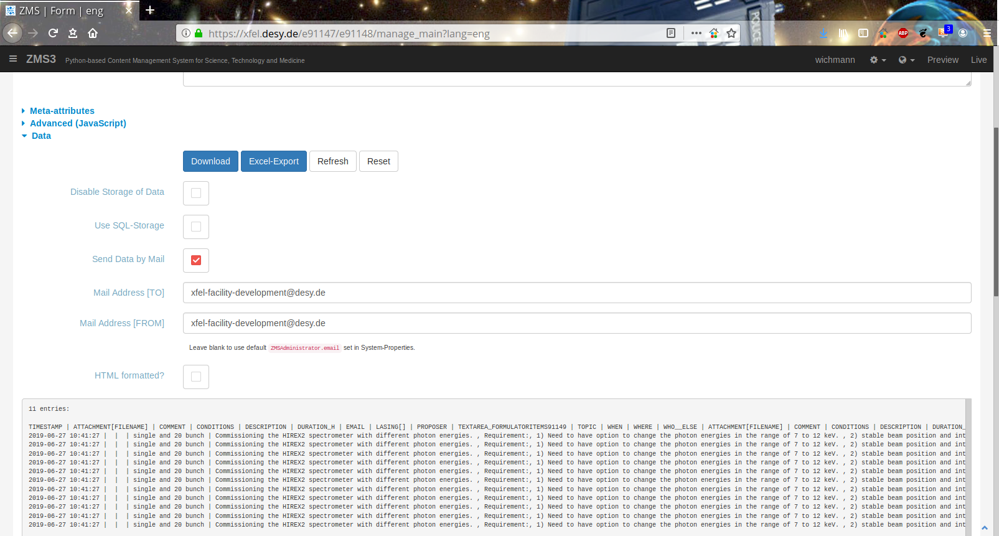 ZMS | Form | eng
POLICE
https://xfel.desy.de/e91147/e91148/manage_main?lang=eng
ABP
3
ZMS3 Python-based Content Management System for Science, Technology and Medicine
wichmann Preview Live
Meta-attributes
Advanced (JavaScript)
Data
Download Excel-Export Refresh Reset
Disable Storage of Data
Use SQL-Storage
Send Data by Mail
Mail Address [TO] xfel-facility-development@desy.de
Mail Address [FROM] xfel-facility-development@desy.de
Leave blank to use default ZMSAdministrator.email set in System-Properties.
HTML formatted?
11 entries:
TIMESTAMP | ATTACHMENT[FILENAME] | COMMENT | CONDITIONS | DESCRIPTION | DURATION_H | EMAIL | LASING[] | PROPOSER | TEXTAREA_FORMULATORITEMS91149 | TOPIC | WHEN | WHERE | WHO__ELSE | ATTACHMENT[FILENAME] | COMMENT | CONDITIONS | DESCRIPTION | DURATION_
2019-06-27 10:41:27 | | | single and 20 bunch | Commissioning the HIREX2 spectrometer with different photon energies. , Requirement:, 1) Need to have option to change the photon energies in the range of 7 to 12 keV. , 2) stable beam position and int
2019-06-27 10:41:27 | | | single and 20 bunch | Commissioning the HIREX2 spectrometer with different photon energies. , Requirement:, 1) Need to have option to change the photon energies in the range of 7 to 12 keV. , 2) stable beam position and int
2019-06-27 10:41:27 | | | single and 20 bunch | Commissioning the HIREX2 spectrometer with different photon energies. , Requirement:, 1) Need to have option to change the photon energies in the range of 7 to 12 keV. , 2) stable beam position and int
2019-06-27 10:41:27 | | | single and 20 bunch | Commissioning the HIREX2 spectrometer with different photon energies. , Requirement:, 1) Need to have option to change the photon energies in the range of 7 to 12 keV. , 2) stable beam position and int
2019-06-27 10:41:27 | | | single and 20 bunch | Commissioning the HIREX2 spectrometer with different photon energies. , Requirement:, 1) Need to have option to change the photon energies in the range of 7 to 12 keV. , 2) stable beam position and int
2019-06-27 10:41:27 | | | single and 20 bunch | Commissioning the HIREX2 spectrometer with different photon energies. , Requirement:, 1) Need to have option to change the photon energies in the range of 7 to 12 keV. , 2) stable beam position and int
2019-06-27 10:41:27 | | | single and 20 bunch | Commissioning the HIREX2 spectrometer with different photon energies. , Requirement:, 1) Need to have option to change the photon energies in the range of 7 to 12 keV. , 2) stable beam position and int
2019-06-27 10:41:27 | | | single and 20 bunch | Commissioning the HIREX2 spectrometer with different photon energies. , Requirement:, 1) Need to have option to change the photon energies in the range of 7 to 12 keV. , 2) stable beam position and int
2019-06-27 10:41:27 | | | single and 20 bunch | Commissioning the HIREX2 spectrometer with different photon energies. , Requirement:, 1) Need to have option to change the photon energies in the range of 7 to 12 keV. , 2) stable beam position and int
2019-06-27 10:41:27 | | | single and 20 bunch | Commissioning the HIREX2 spectrometer with different photon energies. , Requirement:, 1) Need to have option to change the photon energies in the range of 7 to 12 keV. , 2) stable beam position and int
2019-06-27 10:41:27 | | | single and 20 bunch | Commissioning the HIREX2 spectrometer with different photon energies. , Requirement:, 1) Need to have option to change the photon energies in the range of 7 to 12 keV. , 2) stable beam position and int